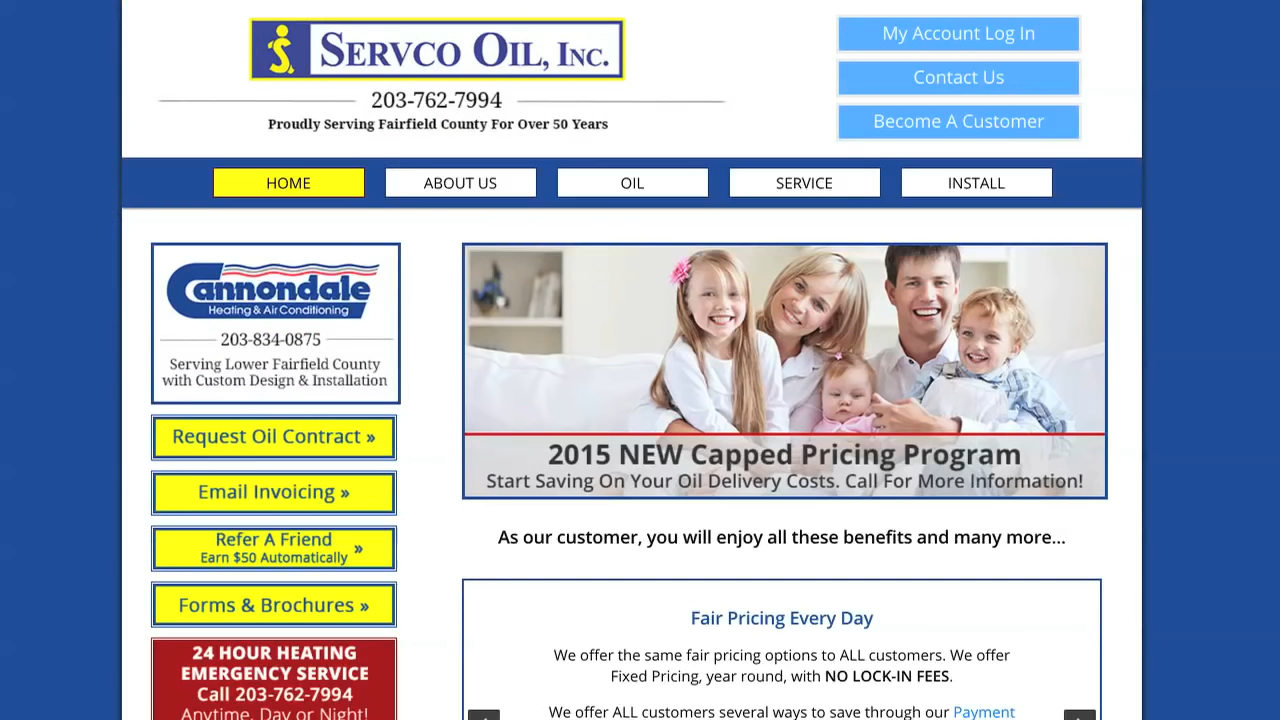 SERVCO OIL, INC.
203-762-7994
Proudly Serving Fairfield County For Over 50 Years
My Account Log In
Contact Us
Become A Customer
HOME
ABOUT US
OIL
SERVICE
INSTALL
Cannondale
Heating & Air Conditioning
203-834-0875
Serving Lower Fairfield County
with Custom Design & Installation
Request Oil Contract »
Email Invoicing »
Refer A Friend
Earn $50 Automatically »
Forms & Brochures »
24 HOUR HEATING
EMERGENCY SERVICE
Call 203-762-7994
Anytime, Day or Night!
2015 NEW Capped Pricing Program
Start Saving On Your Oil Delivery Costs. Call For More Information!
As our customer, you will enjoy all these benefits and many more...
Fair Pricing Every Day
We offer the same fair pricing options to ALL customers. We offer
Fixed Pricing, year round, with NO LOCK-IN FEES.
We offer ALL customers several ways to save through our Payment